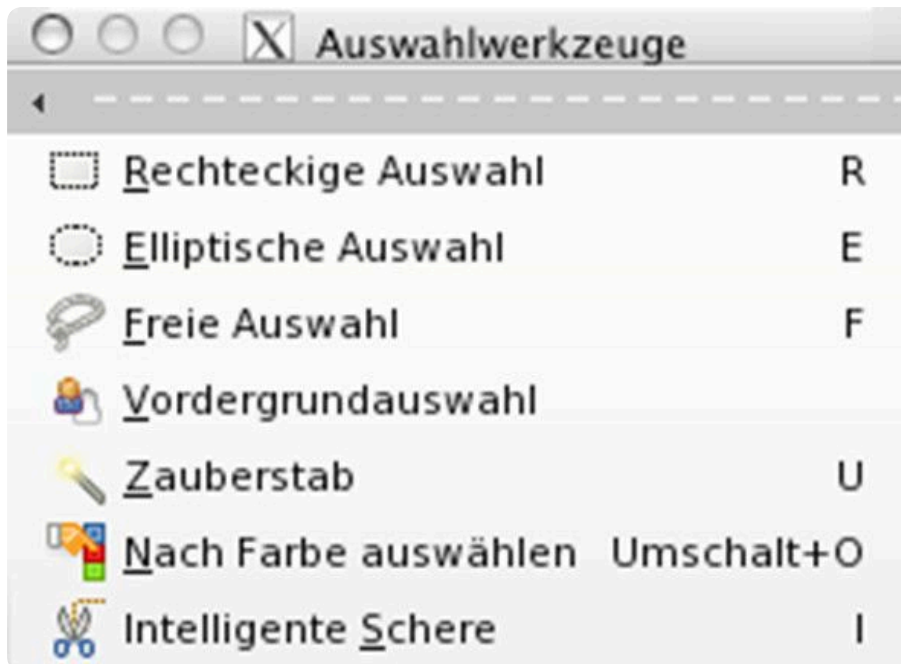 Auswahlwerkzeuge
Rechteckige Auswahl R
Elliptische Auswahl E
Freie Auswahl F
Vordergrundauswahl
Zauberstab U
Nach Farbe auswählen Umschalt+O
Intelligente Schere I